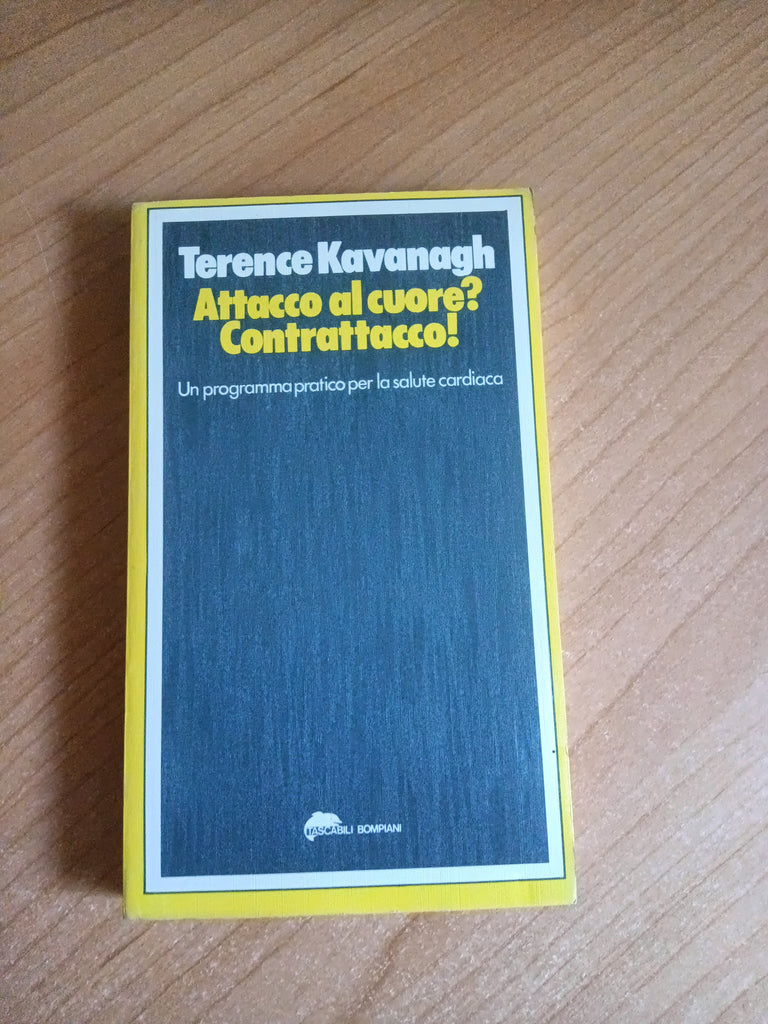 Terence Kavanagh
Attacco al cuore?
Contrattacco!
Un programma pratico per la salute cardiaca
TASCABILI BOMPIANI